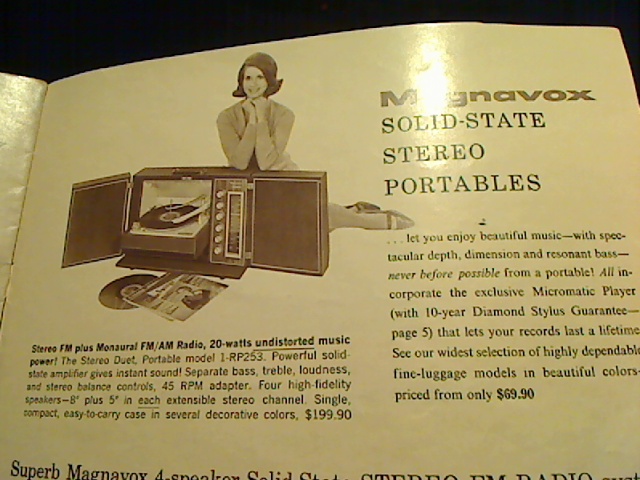 Magnavox
SOLID-STATE
STEREO
PORTABLES
... let you enjoy beautiful music—with spec-
tacular depth, dimension and resonant bass—
never before possible from a portable! All in-
corporate the exclusive Micromatic Player
(with 10-year Diamond Stylus Guarantee—
page 5) that lets your records last a lifetime
See our widest selection of highly dependable
fine-luggage models in beautiful colors-
priced from only $69.90
Stereo FM plus Monaural FM/AM Radio, 20-watts undistorted music
power! The Stereo Duet, Portable model 1-RP253. Powerful solid-
state amplifier gives instant sound! Separate bass, treble, loudness,
and stereo balance controls, 45 RPM adapter. Four high-fidelity
speakers—8" plus 5" in each extensible stereo channel. Single,
compact, easy-to-carry case in several decorative colors, $199.90
Superb Magnavox 4-speaker Solid-State STEREO FM RADIO